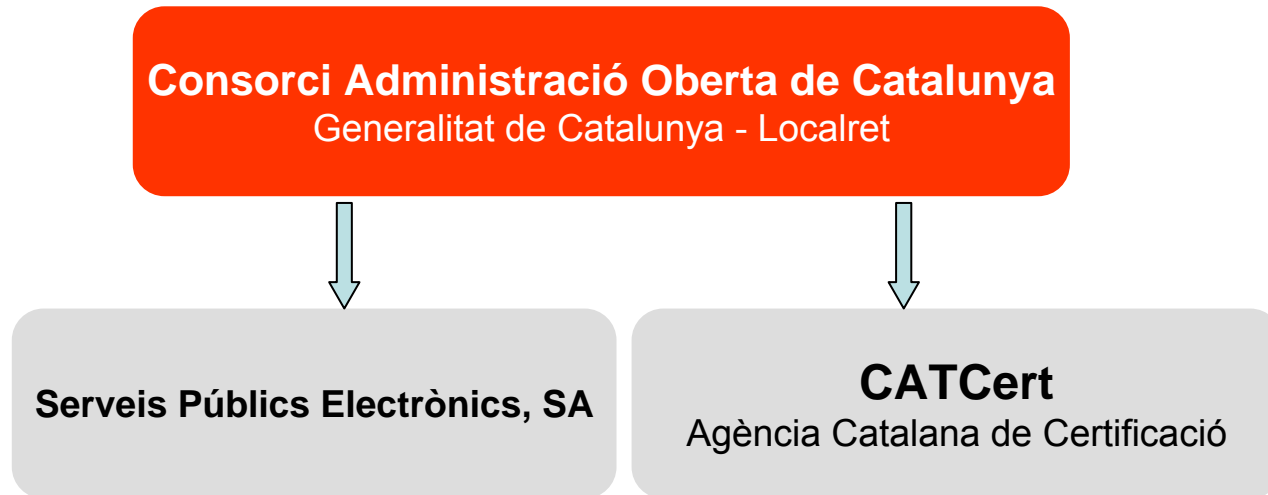 Consorci Administració Oberta de Catalunya
Generalitat de Catalunya - Localret
Serveis Públics Electrònics, SA
CATCert
Agència Catalana de Certificació